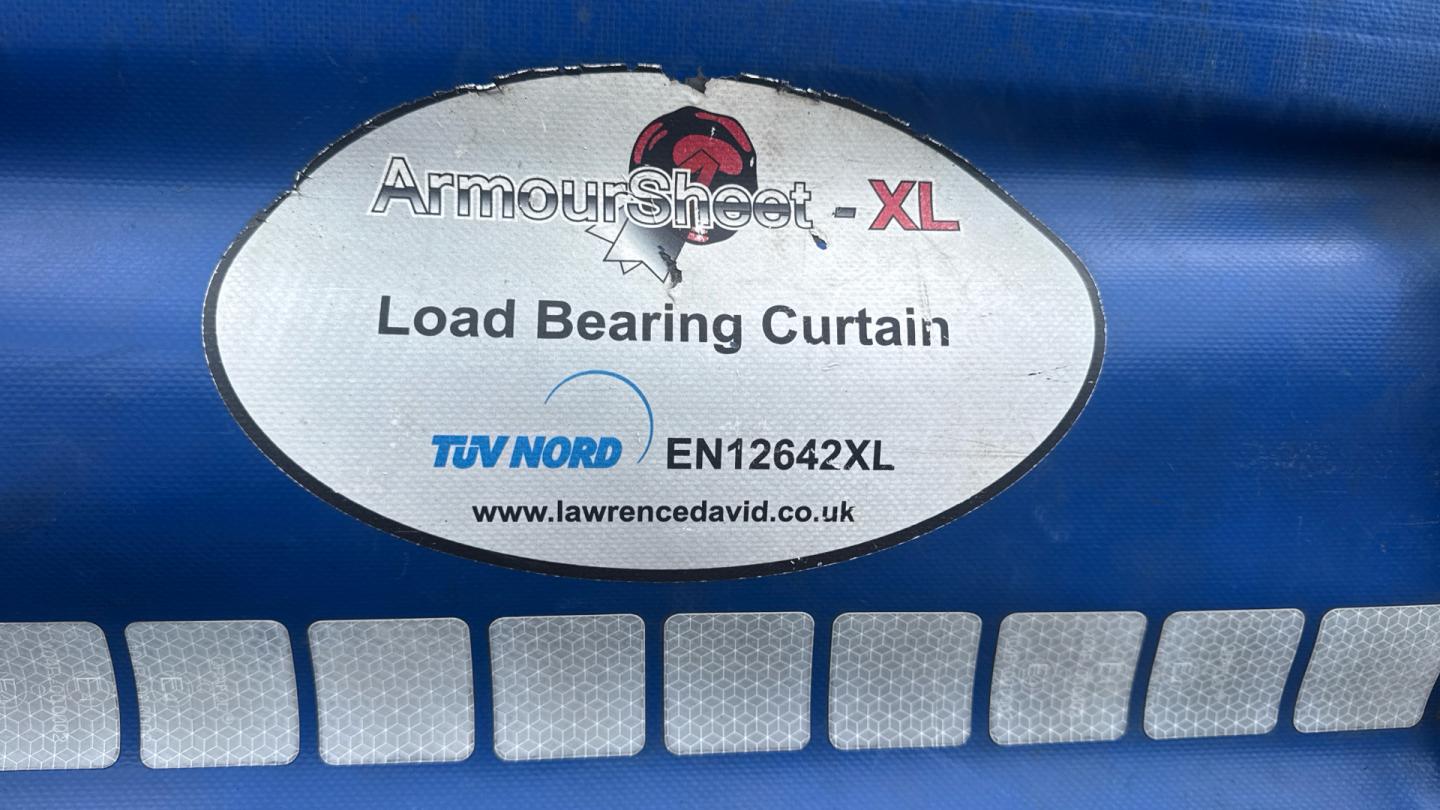 ArmourSheet - XL
Load Bearing Curtain
TÜV NORD EN12642XL
www.lawrencedavid.co.uk